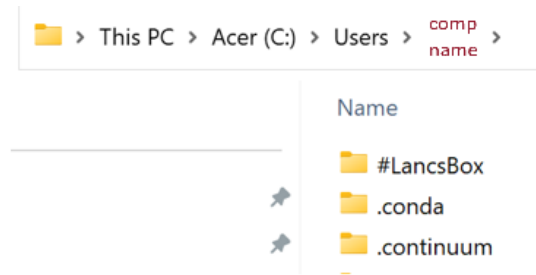 This PC > Acer (C:) > Users > comp name >
Name
#LancsBox
.conda
.continuum